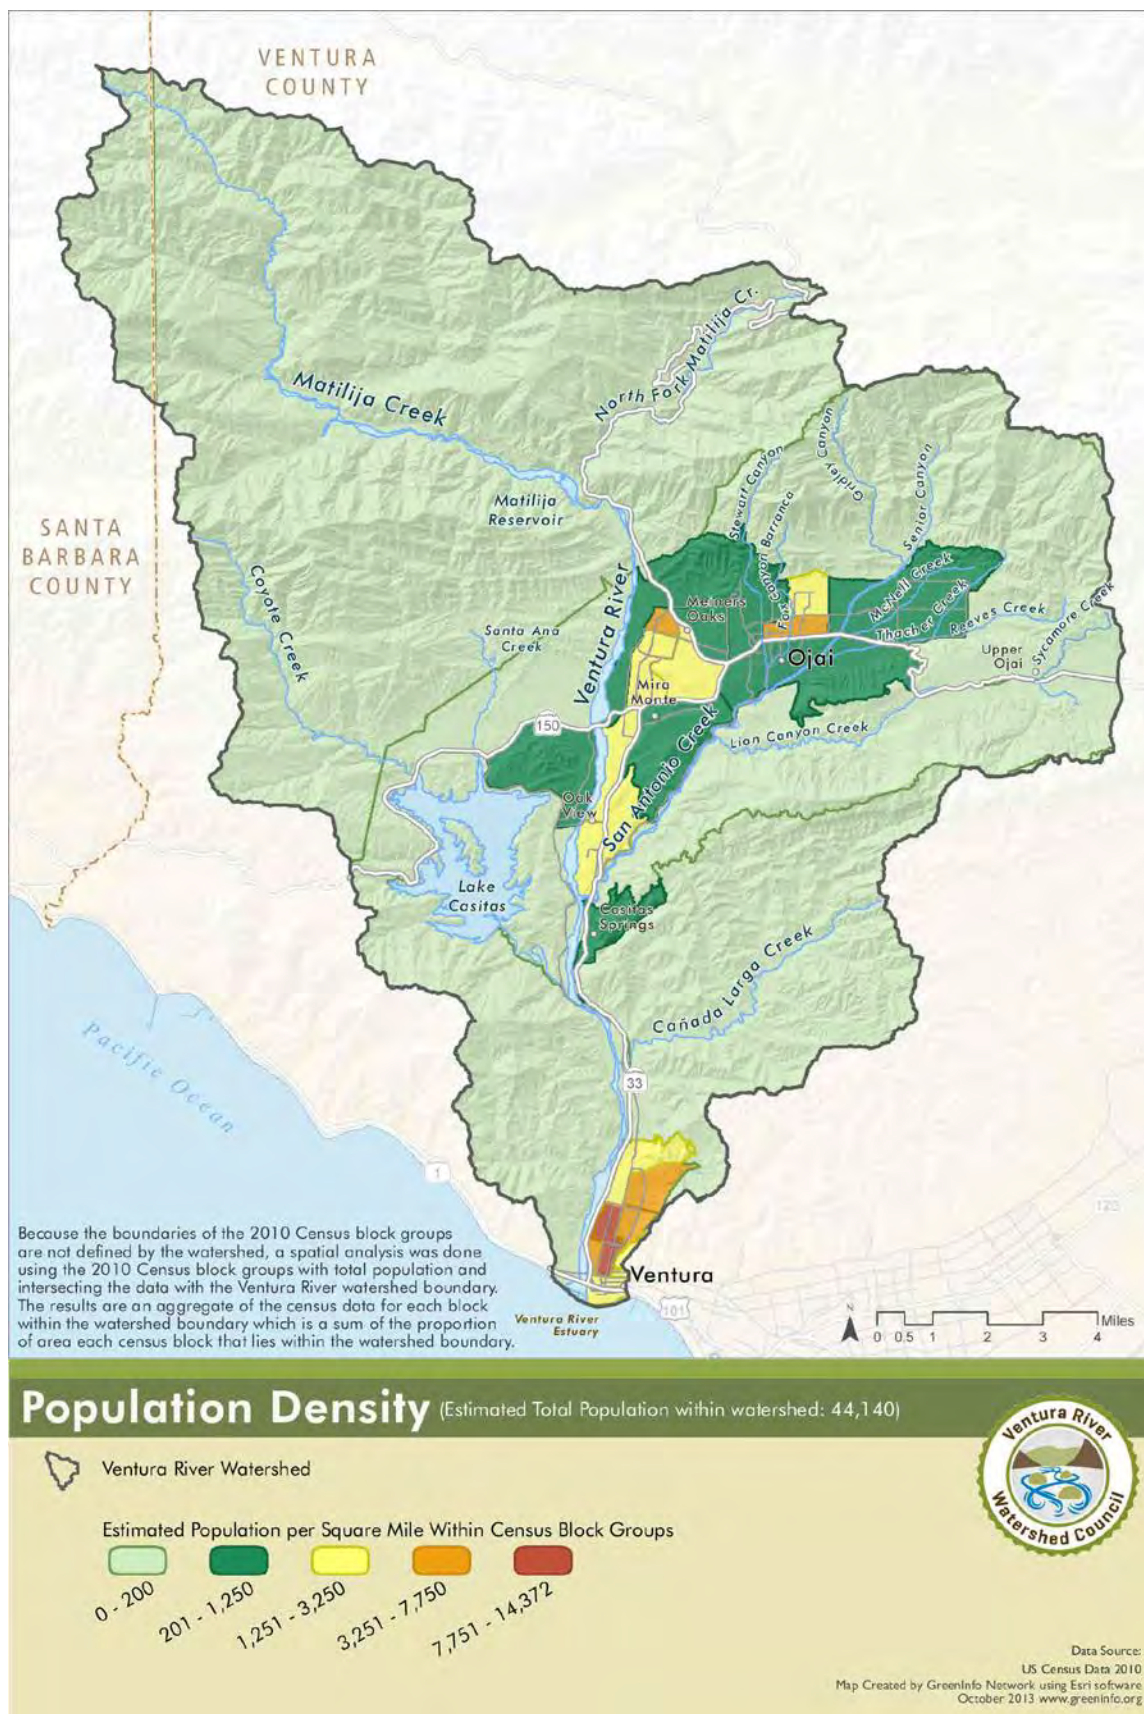 VENTURA
COUNTY
North Fork Matilija Cr.
Matilija Creek
Gridley Canyon
Stewart Canyon
Senior Canyon
Fox Canyon Barranca
Matilija
Reservoir
SANTA
BARBARA
COUNTY
Coyote Creek
Ventura River
Meiners
Oaks
McNeil Creek
Thacher Creek
Reeves Creek
Sycamore Creek
Santa Ana
Creek
Ojai
Upper
Ojai
Mira
Monte
150
Lion Canyon Creek
San Antonio Creek
Oak
View
Lake
Casitas
Casitas
Springs
Cañada Larga Creek
Pacific Ocean
33
1
123
Because the boundaries of the 2010 Census block groups
are not defined by the watershed, a spatial analysis was done
using the 2010 Census block groups with total population and
intersecting the data with the Ventura River watershed boundary.
The results are an aggregate of the census data for each block
within the watershed boundary which is a sum of the proportion
of area each census block that lies within the watershed boundary.
Ventura
101
Ventura River
Estuary
N
Miles
0 0.5 1 2 3 4
Population Density (Estimated Total Population within watershed: 44,140)
Ventura River
Watershed Council
Ventura River Watershed
Estimated Population per Square Mile Within Census Block Groups
0 - 200
201 - 1,250
1,251 - 3,250
3,251 - 7,750
7,751 - 14,372
Data Source:
US Census Data 2010
Map Created by GreenInfo Network using Esri software
October 2013 www.greeninfo.org